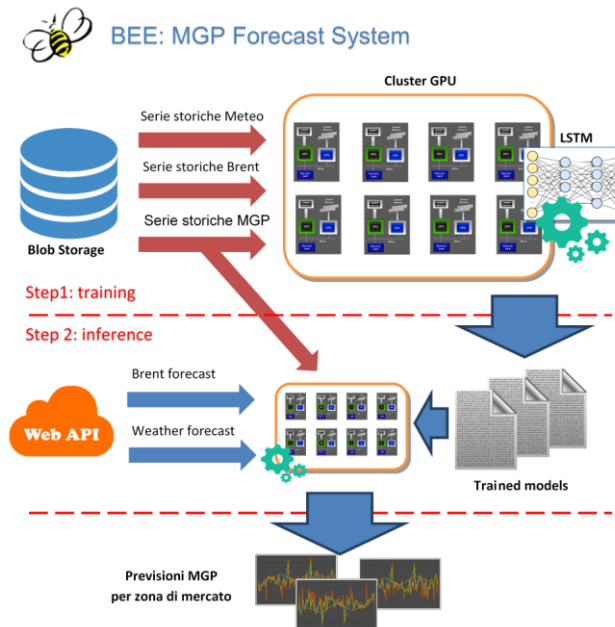 BEE: MGP Forecast System
Cluster GPU
Serie storiche Meteo
LSTM
Serie storiche Brent
Serie storiche MGP
Blob Storage
Step1: training
Step 2: inference
Brent forecast
Web API
Weather forecast
Trained models
Previsioni MGP
per zona di mercato